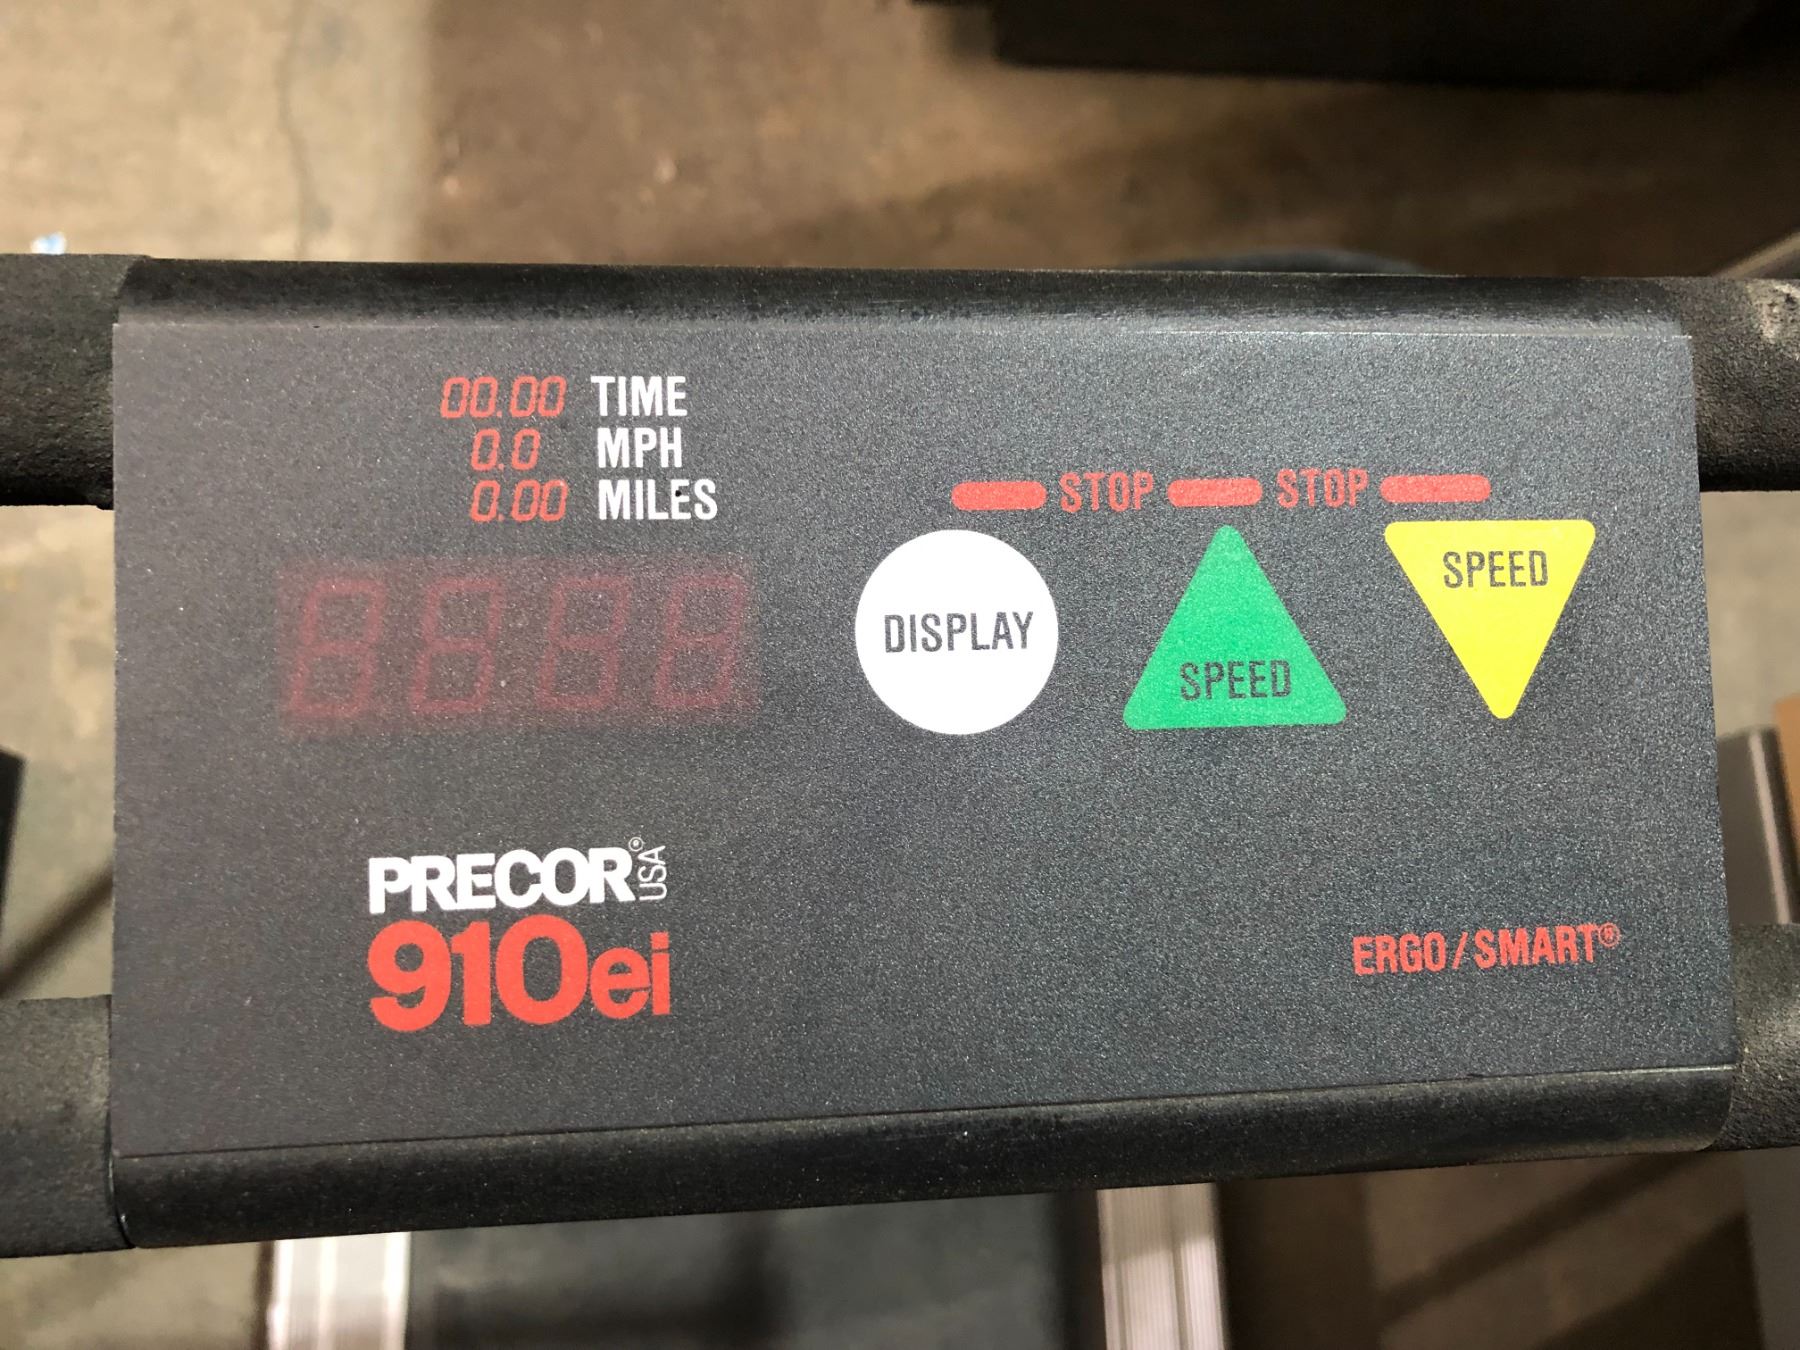 00.00 TIME
0.0 MPH
0.00 MILES
STOP STOP
DISPLAY
SPEED
SPEED
PRECOR® USA
910ei
ERGO/SMART®